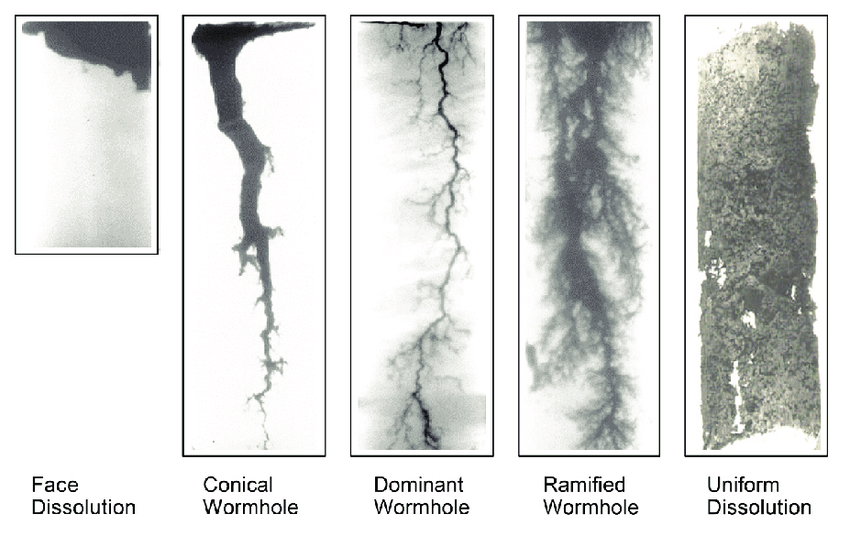 Face
Dissolution
Conical
Wormhole
Dominant
Wormhole
Ramified
Wormhole
Uniform
Dissolution